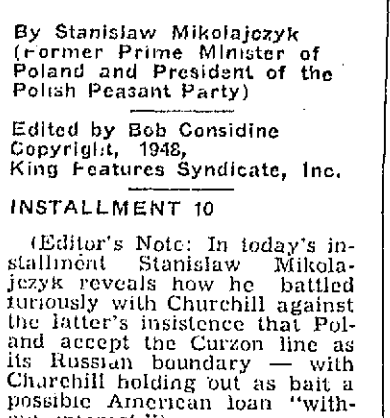 By Stanislaw Mikolajczyk
(Former Prime Minister of
Poland and President of the
Polish Peasant Party)
Edited by Bob Considine
Copyright, 1948,
King Features Syndicate, Inc.
INSTALLMENT 10
(Editor's Note: In today's in-
stallment Stanislaw Mikola-
jczyk reveals how he battled
furiously with Churchill against
the latter's insistence that Pol-
and accept the Curzon line as
its Russian boundary — with
Churchill holding out as bait a
possible American loan "with-